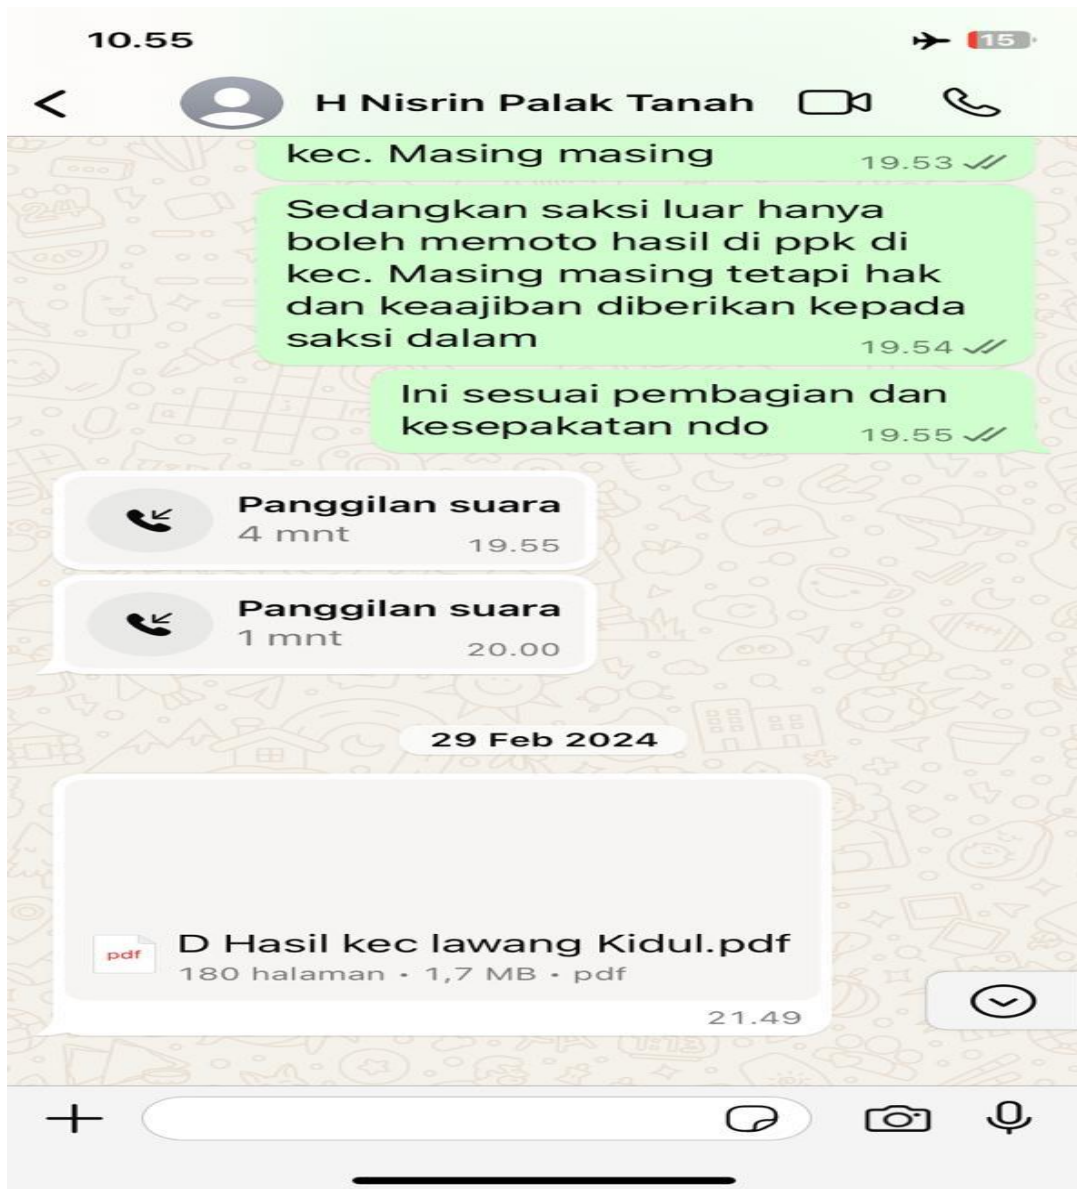 10.55
15
H Nisrin Palak Tanah
kec. Masing masing
19.53
Sedangkan saksi luar hanya
boleh memoto hasil di ppk di
kec. Masing masing tetapi hak
dan keaajiban diberikan kepada
saksi dalam
19.54
Ini sesuai pembagian dan
kesepakatan ndo
19.55
Panggilan suara
4 mnt
19.55
Panggilan suara
1 mnt
20.00
29 Feb 2024
pdf
D Hasil kec lawang Kidul.pdf
180 halaman • 1,7 MB • pdf
21.49